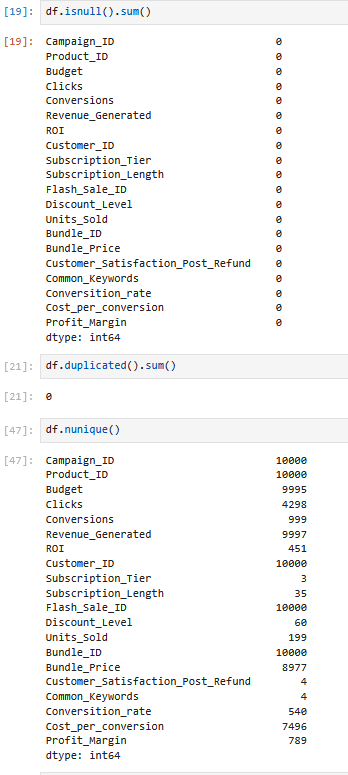 [19]: df.isnull().sum()
[19]: Campaign_ID 0
Product_ID 0
Budget 0
Clicks 0
Conversions 0
Revenue_Generated 0
ROI 0
Customer_ID 0
Subscription_Tier 0
Subscription_Length 0
Flash_Sale_ID 0
Discount_Level 0
Units_Sold 0
Bundle_ID 0
Bundle_Price 0
Customer_Satisfaction_Post_Refund 0
Common_Keywords 0
Conversition_rate 0
Cost_per_conversion 0
Profit_Margin 0
dtype: int64
[21]: df.duplicated().sum()
[21]: 0
[47]: df.nunique()
[47]: Campaign_ID 10000
Product_ID 10000
Budget 9995
Clicks 4298
Conversions 999
Revenue_Generated 9997
ROI 451
Customer_ID 10000
Subscription_Tier 3
Subscription_Length 35
Flash_Sale_ID 10000
Discount_Level 60
Units_Sold 199
Bundle_ID 10000
Bundle_Price 8977
Customer_Satisfaction_Post_Refund 4
Common_Keywords 4
Conversition_rate 540
Cost_per_conversion 7496
Profit_Margin 789
dtype: int64